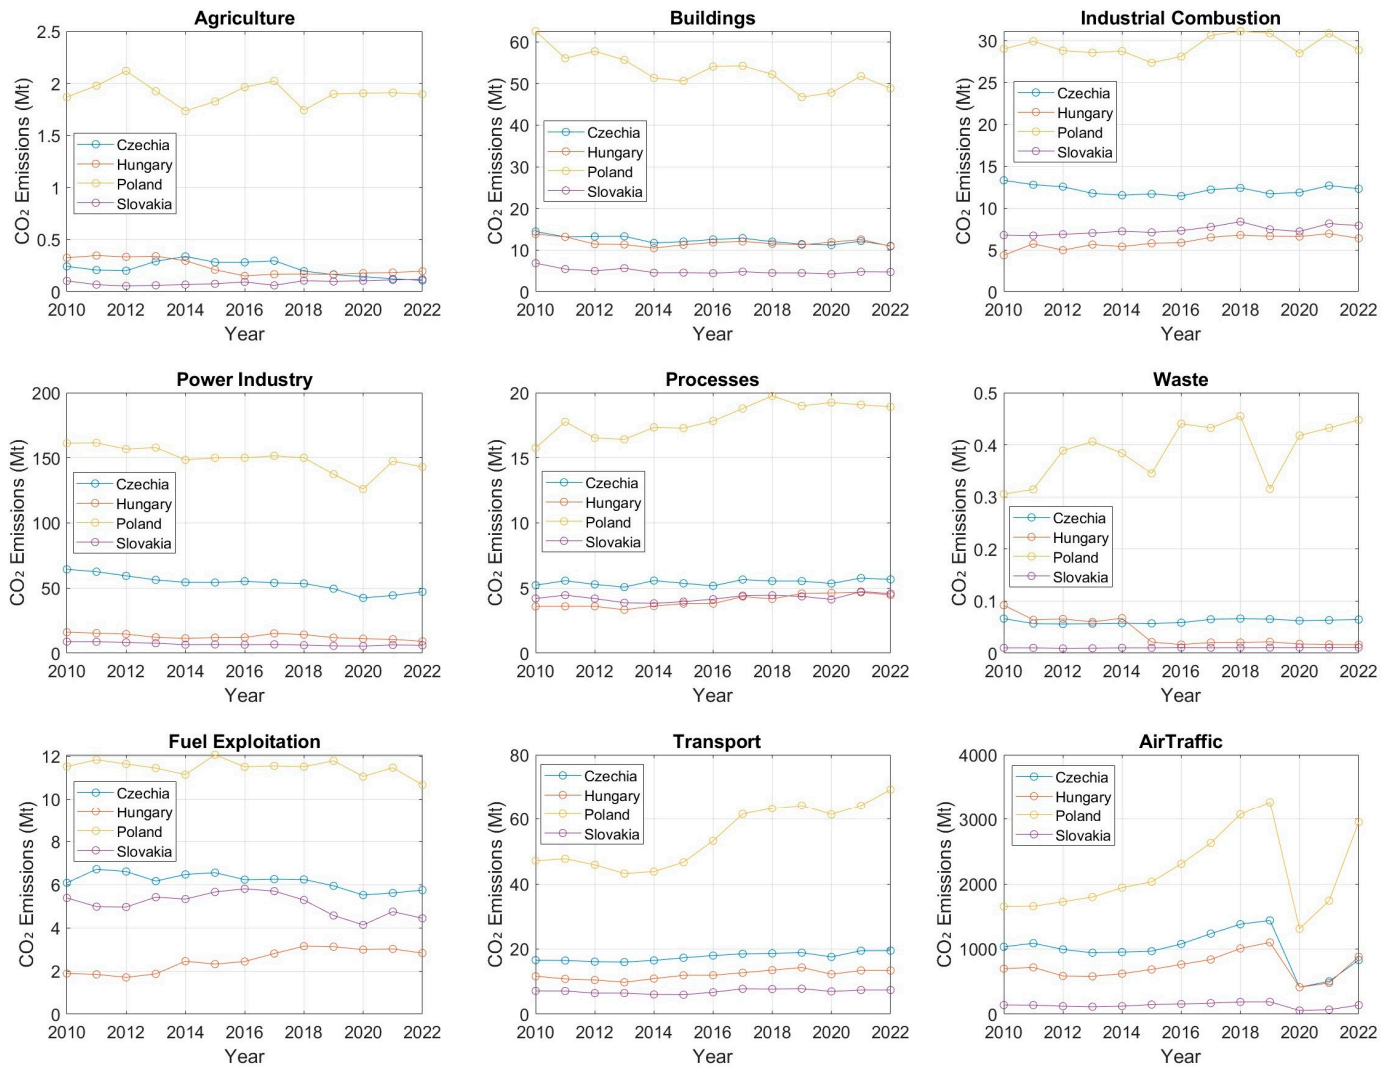 Agriculture
CO₂ Emissions (Mt)
2.5
2
1.5
1
0.5
0
Czechia
Hungary
Poland
Slovakia
2010 2012 2014 2016 2018 2020 2022
Year
Buildings
CO₂ Emissions (Mt)
60
50
40
30
20
10
0
Czechia
Hungary
Poland
Slovakia
2010 2012 2014 2016 2018 2020 2022
Year
Industrial Combustion
CO₂ Emissions (Mt)
30
25
20
15
10
5
0
Czechia
Hungary
Poland
Slovakia
2010 2012 2014 2016 2018 2020 2022
Year
Power Industry
CO₂ Emissions (Mt)
200
150
100
50
0
Czechia
Hungary
Poland
Slovakia
2010 2012 2014 2016 2018 2020 2022
Year
Processes
CO₂ Emissions (Mt)
20
15
10
5
0
Czechia
Hungary
Poland
Slovakia
2010 2012 2014 2016 2018 2020 2022
Year
Waste
CO₂ Emissions (Mt)
0.5
0.4
0.3
0.2
0.1
0
Czechia
Hungary
Poland
Slovakia
2010 2012 2014 2016 2018 2020 2022
Year
Fuel Exploitation
CO₂ Emissions (Mt)
12
10
8
6
4
2
0
Czechia
Hungary
Poland
Slovakia
2010 2012 2014 2016 2018 2020 2022
Year
Transport
CO₂ Emissions (Mt)
80
60
40
20
0
Czechia
Hungary
Poland
Slovakia
2010 2012 2014 2016 2018 2020 2022
Year
AirTraffic
CO₂ Emissions (Mt)
4000
3000
2000
1000
0
Czechia
Hungary
Poland
Slovakia
2010 2012 2014 2016 2018 2020 2022
Year